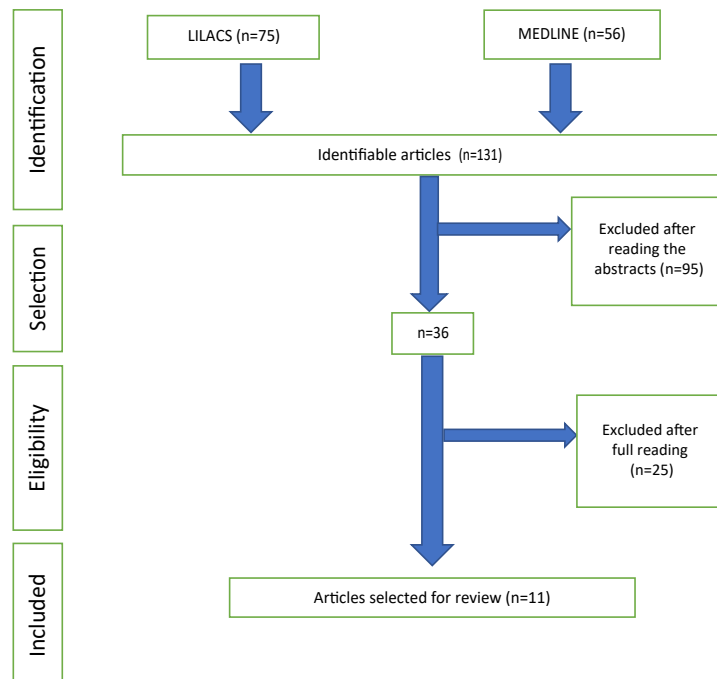 Identification
LILACS (n=75)
MEDLINE (n=56)
Identifiable articles (n=131)
Selection
Excluded after
reading the
abstracts (n=95)
n=36
Eligibility
Excluded after
full reading
(n=25)
Included
Articles selected for review (n=11)